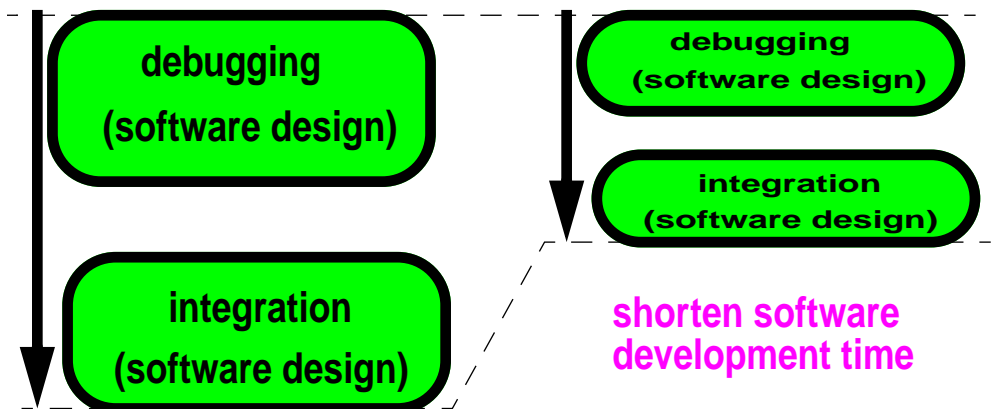 debugging
(software design)
integration
(software design)
debugging
(software design)
integration
(software design)
shorten software
development time